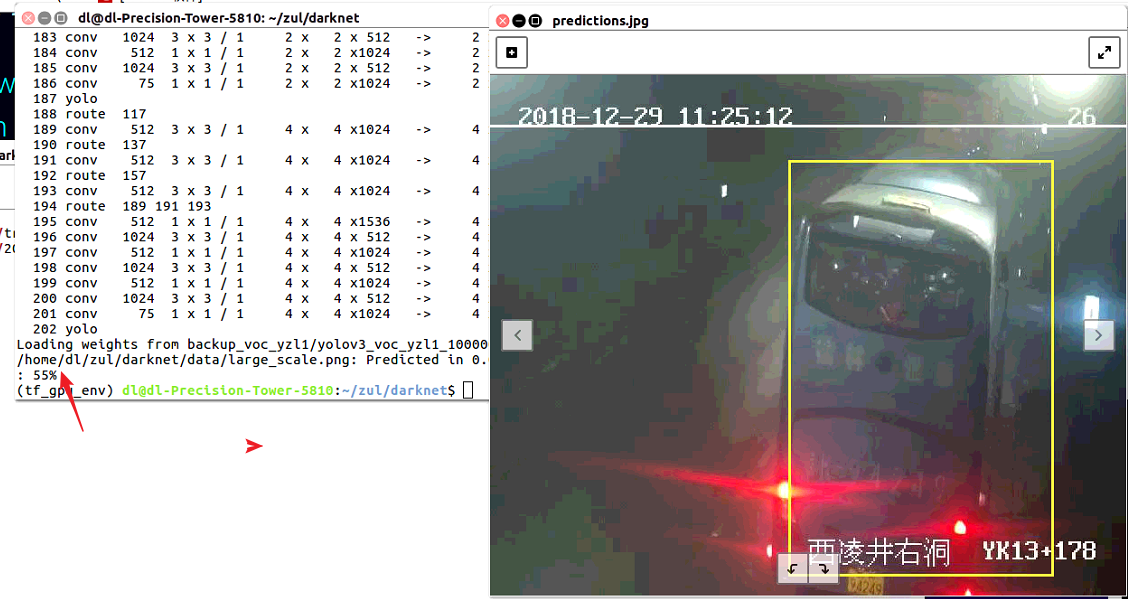 dl@dl-Precision-Tower-5810: ~/zul/darknet
183 conv 1024 3 x 3 / 1 2 x 2 x 512 -> 2
184 conv 512 1 x 1 / 1 2 x 2 x1024 -> 2
185 conv 1024 3 x 3 / 1 2 x 2 x 512 -> 2
186 conv 75 1 x 1 / 1 2 x 2 x1024 -> 2
187 yolo
188 route 117
189 conv 512 3 x 3 / 1 4 x 4 x1024 -> 4
190 route 137
191 conv 512 3 x 3 / 1 4 x 4 x1024 -> 4
192 route 157
193 conv 512 3 x 3 / 1 4 x 4 x1024 -> 4
194 route 189 191 193
195 conv 512 1 x 1 / 1 4 x 4 x1536 -> 4
196 conv 1024 3 x 3 / 1 4 x 4 x 512 -> 4
197 conv 512 1 x 1 / 1 4 x 4 x1024 -> 4
198 conv 1024 3 x 3 / 1 4 x 4 x 512 -> 4
199 conv 512 1 x 1 / 1 4 x 4 x1024 -> 4
200 conv 1024 3 x 3 / 1 4 x 4 x 512 -> 4
201 conv 75 1 x 1 / 1 4 x 4 x1024 -> 4
202 yolo
Loading weights from backup_voc_yzl1/yolov3_voc_yzl1_10000
/home/dl/zul/darknet/data/large_scale.png: Predicted in 0.
: 55%
(tf_gpu_env) dl@dl-Precision-Tower-5810:~/zul/darknet$
predictions.jpg
2018-12-29 11:25:12 26
西凌井右洞 YK13+178